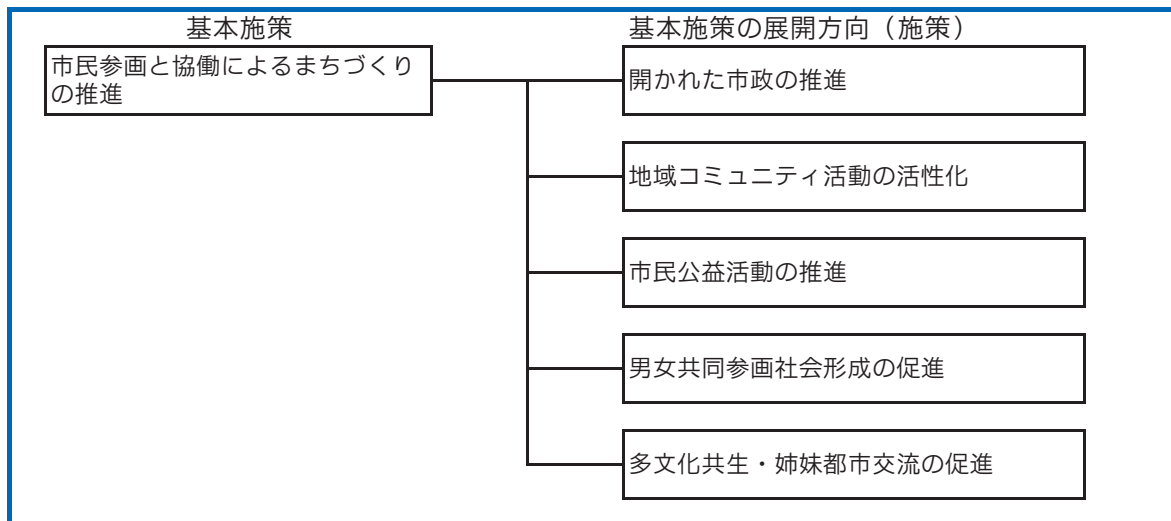 基本施策
基本施策の展開方向（施策）
市民参画と協働によるまちづくり
の推進
開かれた市政の推進
地域コミュニティ活動の活性化
市民公益活動の推進
男女共同参画社会形成の促進
多文化共生・姉妹都市交流の促進